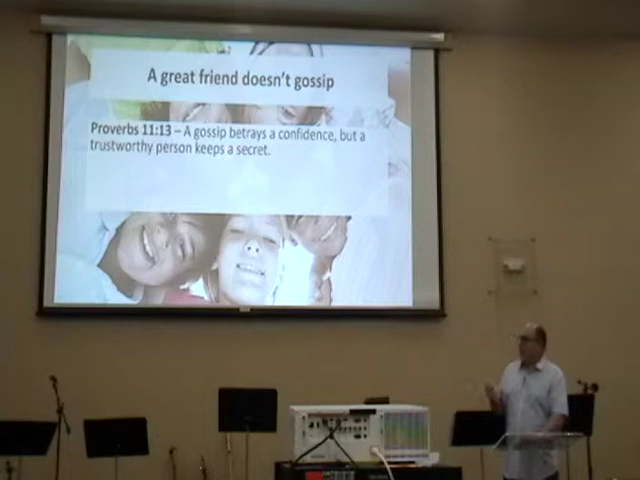 A great friend doesn't gossip
Proverbs 11:13 – A gossip betrays a confidence, but a
trustworthy person keeps a secret.